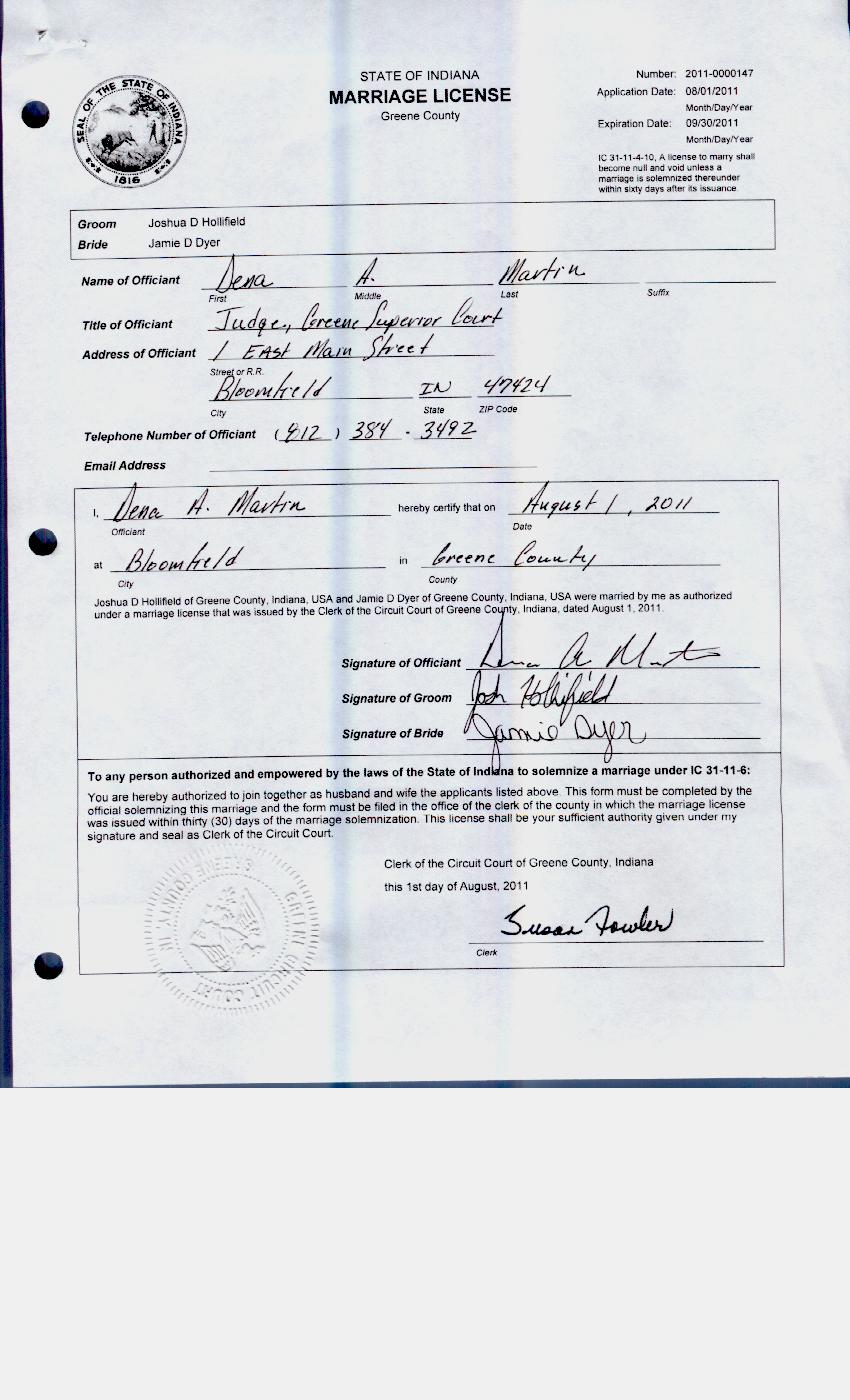 STATE OF INDIANA
MARRIAGE LICENSE
Greene County
Number: 2011-0000147
Application Date: 08/01/2011
Month/Day/Year
Expiration Date: 09/30/2011
Month/Day/Year
IC 31-11-4-10, A license to marry shall
become null and void unless a
marriage is solemnized thereunder
within sixty days after its issuance.
SEAL OF THE STATE OF INDIANA
1816
Groom Joshua D Hollifield
Bride Jamie D Dyer
Name of Officiant Dena A. Martin
First Middle Last Suffix
Title of Officiant Judge, Greene Superior Court
Address of Officiant 1 East Main Street
Street or R.R.
Bloomfield IN 47424
City State ZIP Code
Telephone Number of Officiant (812) 384 - 3492
Email Address
I, Dena A. Martin hereby certify that on August 1, 2011
Officiant Date
at Bloomfield in Greene County
City County
Joshua D Hollifield of Greene County, Indiana, USA and Jamie D Dyer of Greene County, Indiana, USA were married by me as authorized
under a marriage license that was issued by the Clerk of the Circuit Court of Greene County, Indiana, dated August 1, 2011.
Signature of Officiant Dena A Mart
Signature of Groom Josh Hollifield
Signature of Bride Jamie Dyer
To any person authorized and empowered by the laws of the State of Indiana to solemnize a marriage under IC 31-11-6:
You are hereby authorized to join together as husband and wife the applicants listed above. This form must be completed by the
official solemnizing this marriage and the form must be filed in the office of the clerk of the county in which the marriage license
was issued within thirty (30) days of the marriage solemnization. This license shall be your sufficient authority given under my
signature and seal as Clerk of the Circuit Court.
Clerk of the Circuit Court of Greene County, Indiana
this 1st day of August, 2011
Susan Fowler
Clerk